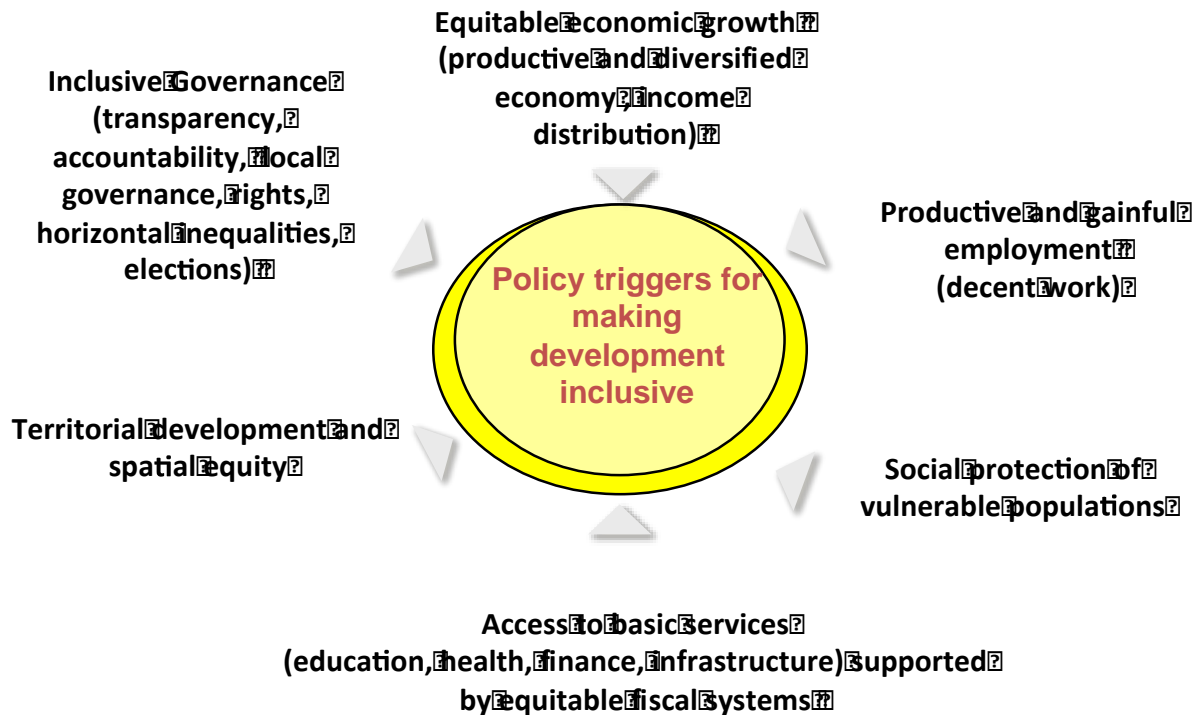 Equitable economic growth
(productive and diversified
economy, income
distribution)
Inclusive Governance
(transparency,
accountability, local
governance, rights,
horizontal inequalities,
elections)
Productive and gainful
employment
(decent work)
Policy triggers for
making
development
inclusive
Territorial development and
spatial equity
Social protection of
vulnerable populations
Access to basic services
(education, health, finance, infrastructure) supported
by equitable fiscal systems